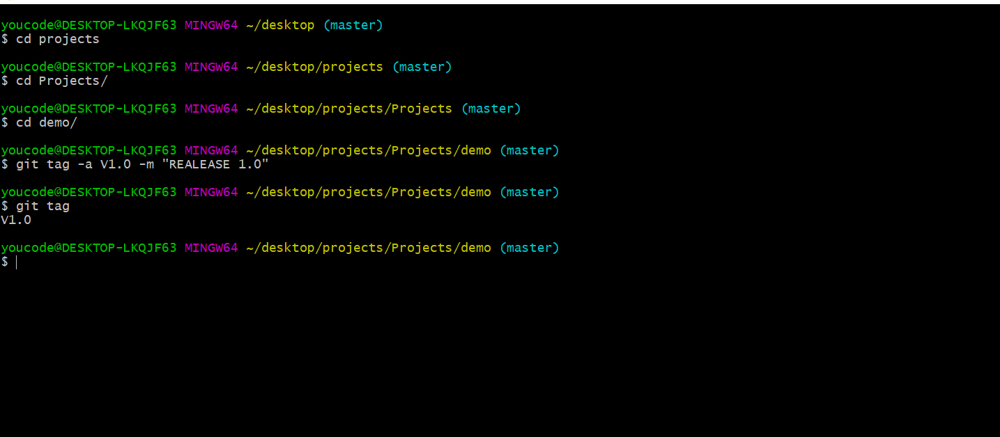 youcode@DESKTOP-LKQJF63 MINGW64 ~/desktop (master)
$ cd projects
youcode@DESKTOP-LKQJF63 MINGW64 ~/desktop/projects (master)
$ cd Projects/
youcode@DESKTOP-LKQJF63 MINGW64 ~/desktop/projects/Projects (master)
$ cd demo/
youcode@DESKTOP-LKQJF63 MINGW64 ~/desktop/projects/Projects/demo (master)
$ git tag -a V1.0 -m "REALEASE 1.0"
youcode@DESKTOP-LKQJF63 MINGW64 ~/desktop/projects/Projects/demo (master)
$ git tag
V1.0
youcode@DESKTOP-LKQJF63 MINGW64 ~/desktop/projects/Projects/demo (master)
$